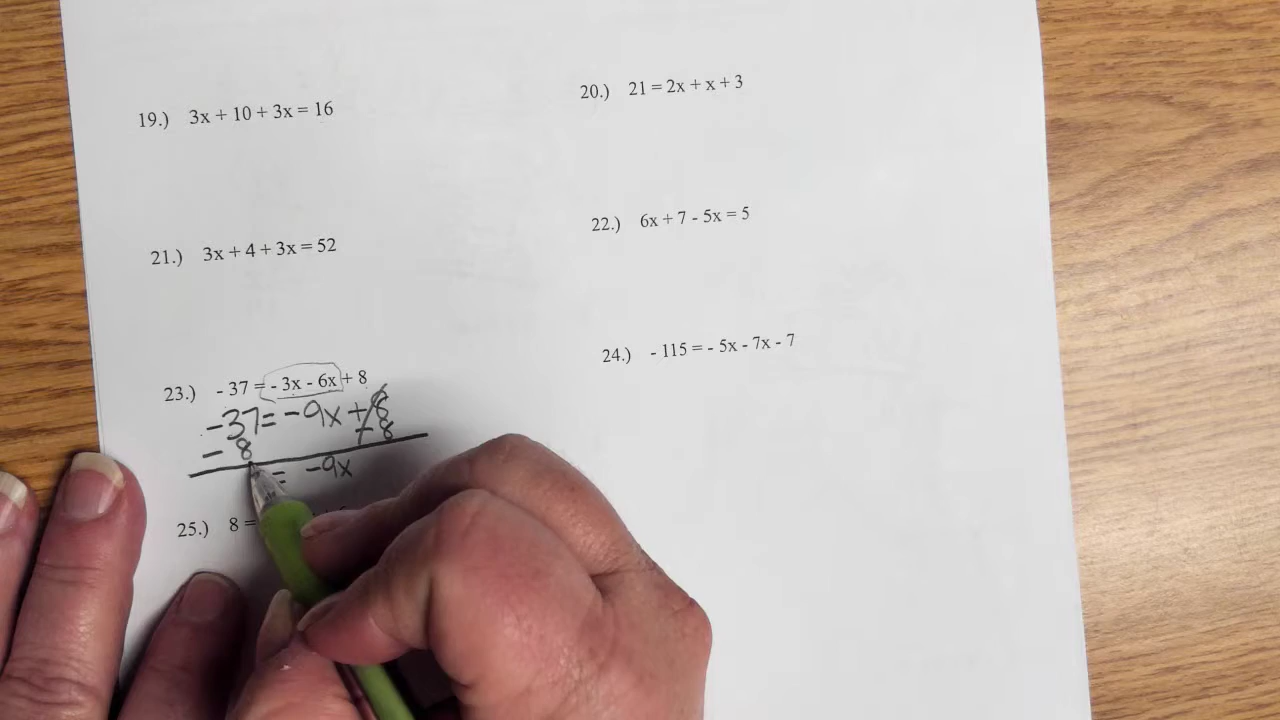 19.) 3x + 10 + 3x = 16
20.) 21 = 2x + x + 3
21.) 3x + 4 + 3x = 52
22.) 6x + 7 - 5x = 5
23.) - 37 = - 3x - 6x + 8
-37 = -9x + 8
- 8 - 8
= -9x
24.) - 115 = - 5x - 7x - 7
25.) 8 =